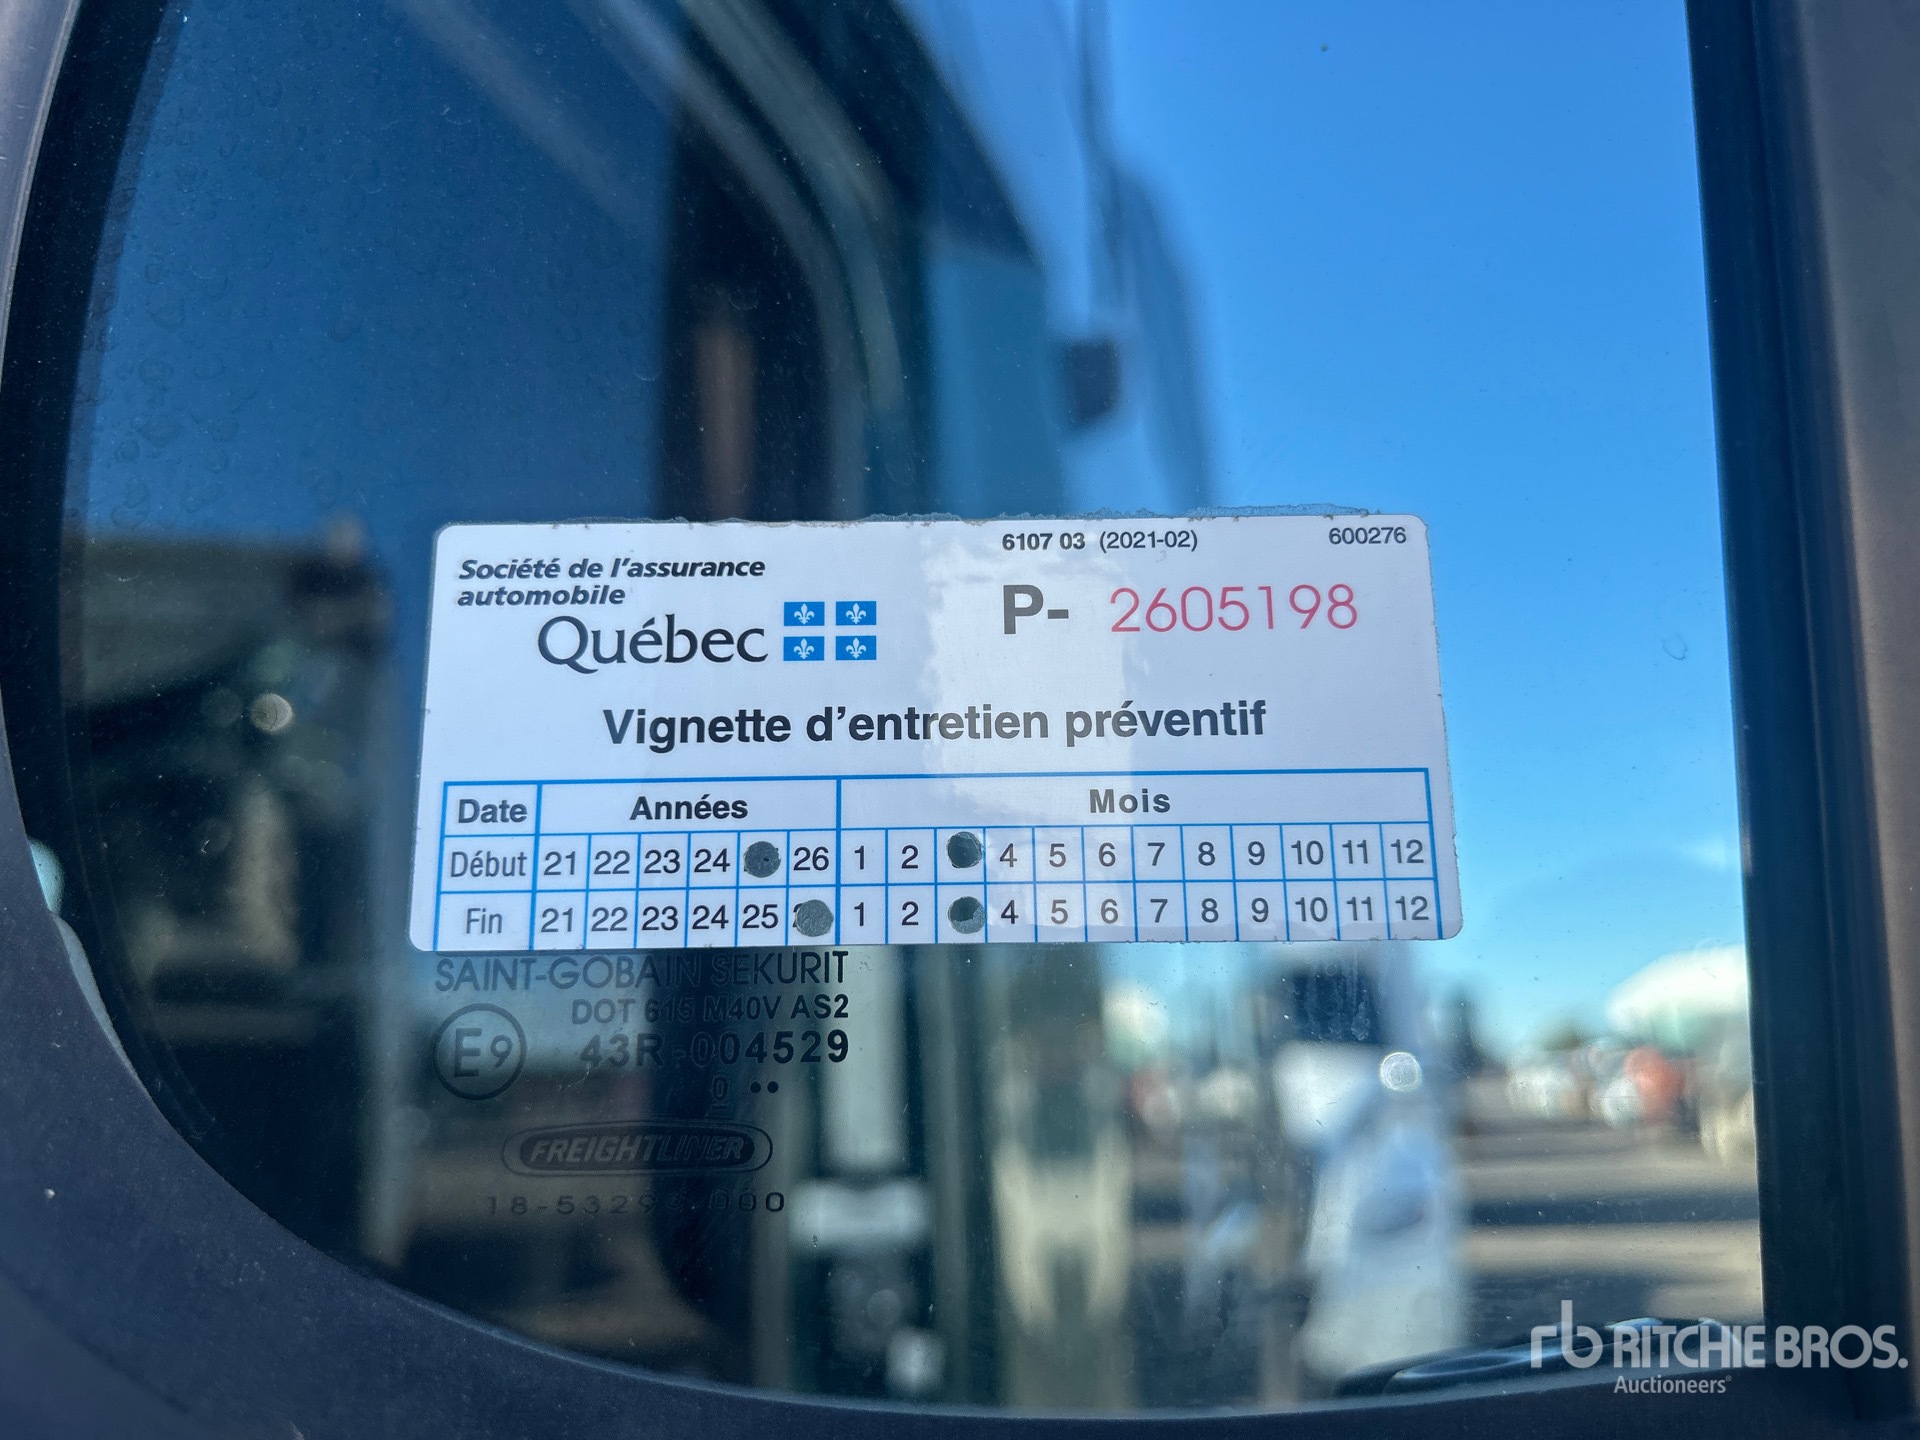 Société de l'assurance
automobile
Québec
6107 03 (2021-02)
600276
P- 2605198
Vignette d'entretien préventif
Date Années Mois
Début 21 22 23 24 26 1 2 4 5 6 7 8 9 10 11 12
Fin 21 22 23 24 25 1 2 4 5 6 7 8 9 10 11 12
SAINT-GOBAIN SEKURIT
DOT 615 M40V AS2
E9 43R-004529
0 ••
FREIGHTLINER
RITCHIE BROS.
Auctioneers